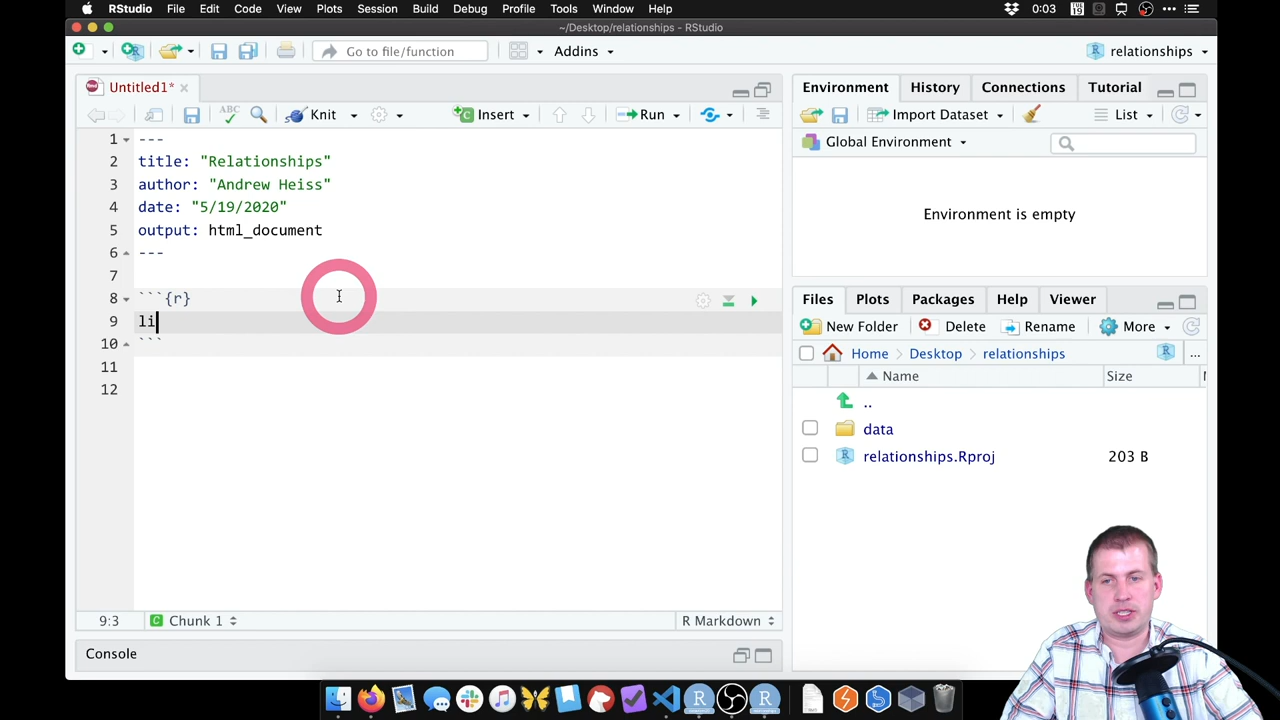 RStudio File Edit Code View Plots Session Build Debug Profile Tools Window Help 0:03 TUE 19
~/Desktop/relationships - RStudio
Go to file/function Addins relationships
Untitled1*
Environment History Connections Tutorial
ABC Knit Insert Run
Import Dataset List
Global Environment
Environment is empty
1 ---
2 title: "Relationships"
3 author: "Andrew Heiss"
4 date: "5/19/2020"
5 output: html_document
6 ---
7
8 ```{r}
9 li
10 ```
11
12
9:3 Chunk 1 R Markdown
Console
Files Plots Packages Help Viewer
New Folder Delete Rename More
Home Desktop relationships ...
Name Size
..
data
relationships.Rproj 203 B